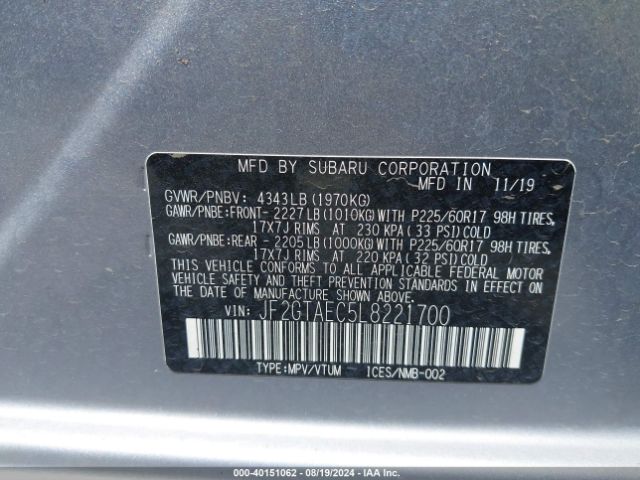 MFD BY SUBARU CORPORATION
MFD IN 11/19
GVWR/PNBV: 4343LB (1970KG)
GAWR/PNBE:FRONT- 2227LB (1010KG) WITH P225/60R17 98H TIRES,
17X7J RIMS AT 230 KPA (33 PSI) COLD
GAWR/PNBE:REAR - 2205LB (1000KG) WITH P225/60R17 98H TIRES,
17X7J RIMS AT 220 KPA (32 PSI) COLD
THIS VEHICLE CONFORMS TO ALL APPLICABLE FEDERAL MOTOR
VEHICLE SAFETY AND THEFT PREVENTION STANDARDS IN EFFECT ON
THE DATE OF MANUFACTURE SHOWN ABOVE.
VIN: JF2GTAEC5L8221700
TYPE:MPV/VTUM ICES/NMB-002
000-40151062 - 08/19/2024 - IAA Inc.